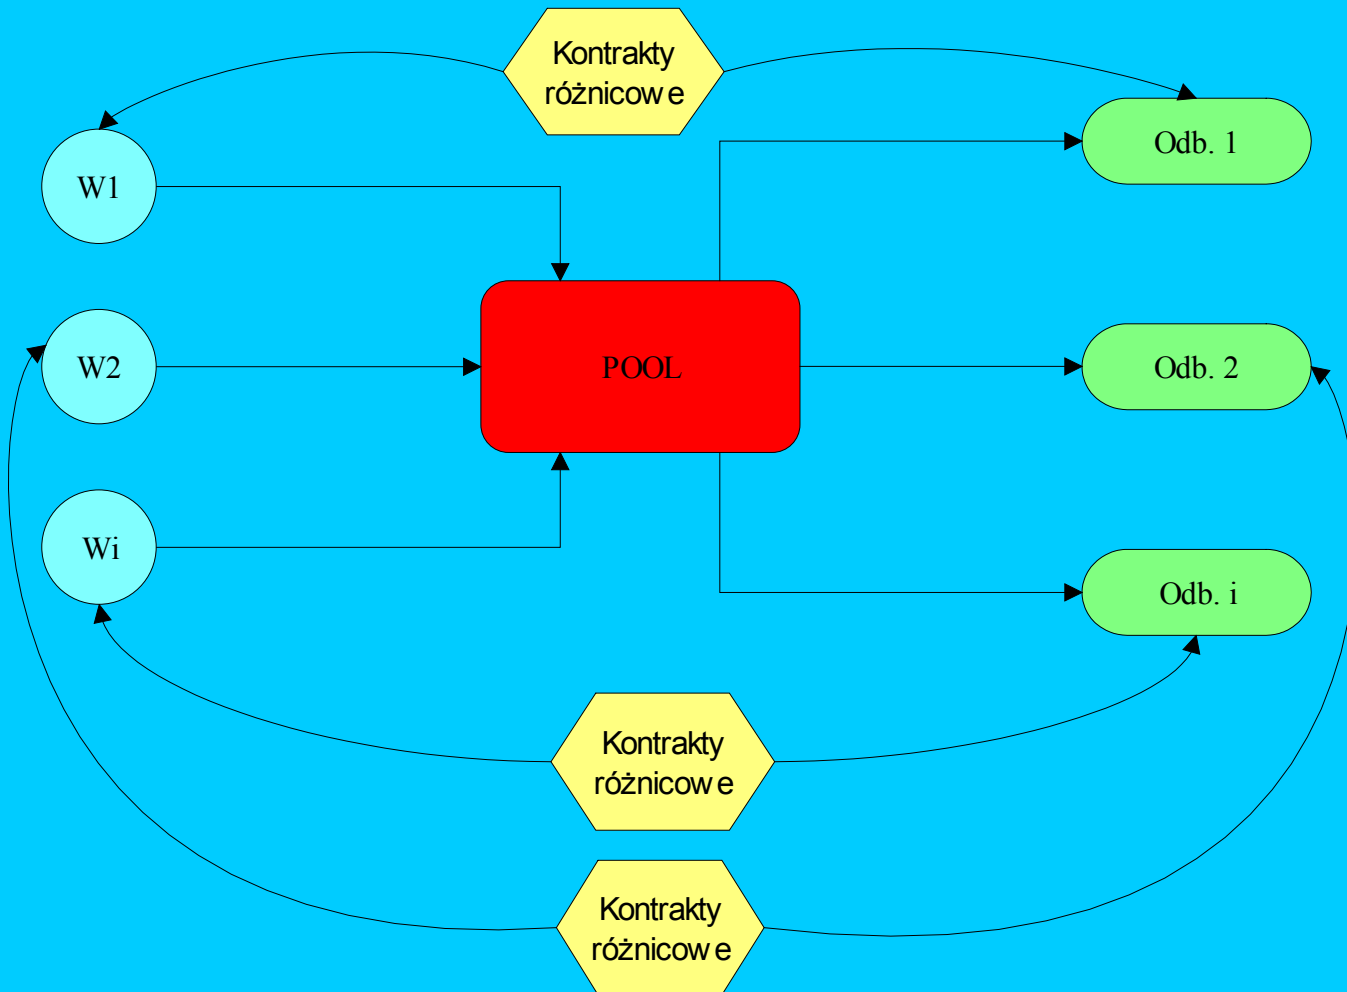 Kontrakty
różnicowe
Odb. 1
W1
W2
POOL
Odb. 2
Wi
Odb. i
Kontrakty
różnicowe
Kontrakty
różnicowe